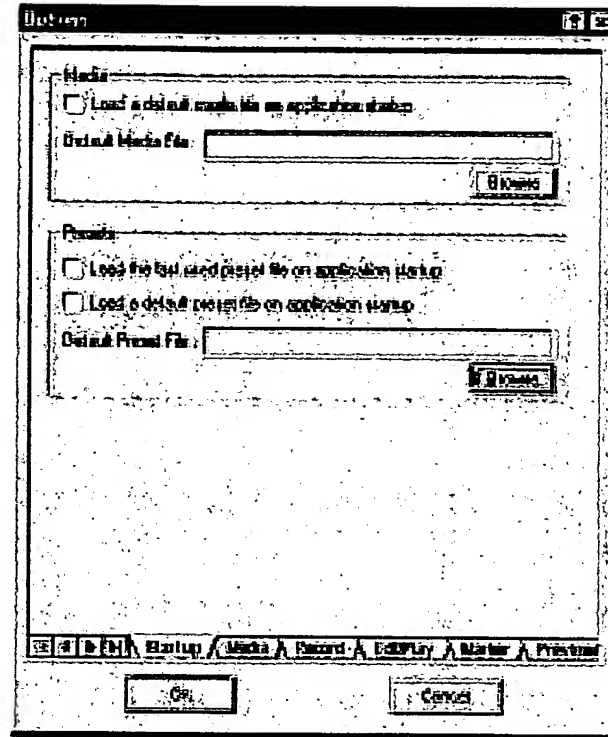 Options
Media
Load a default media file on application startup
Default Media File:
Browse
Presets
Load the last used preset file on application startup
Load a default preset file on application startup
Default Preset File:
Browse
Startup Media Record Edit/Play Marker
OK Cancel